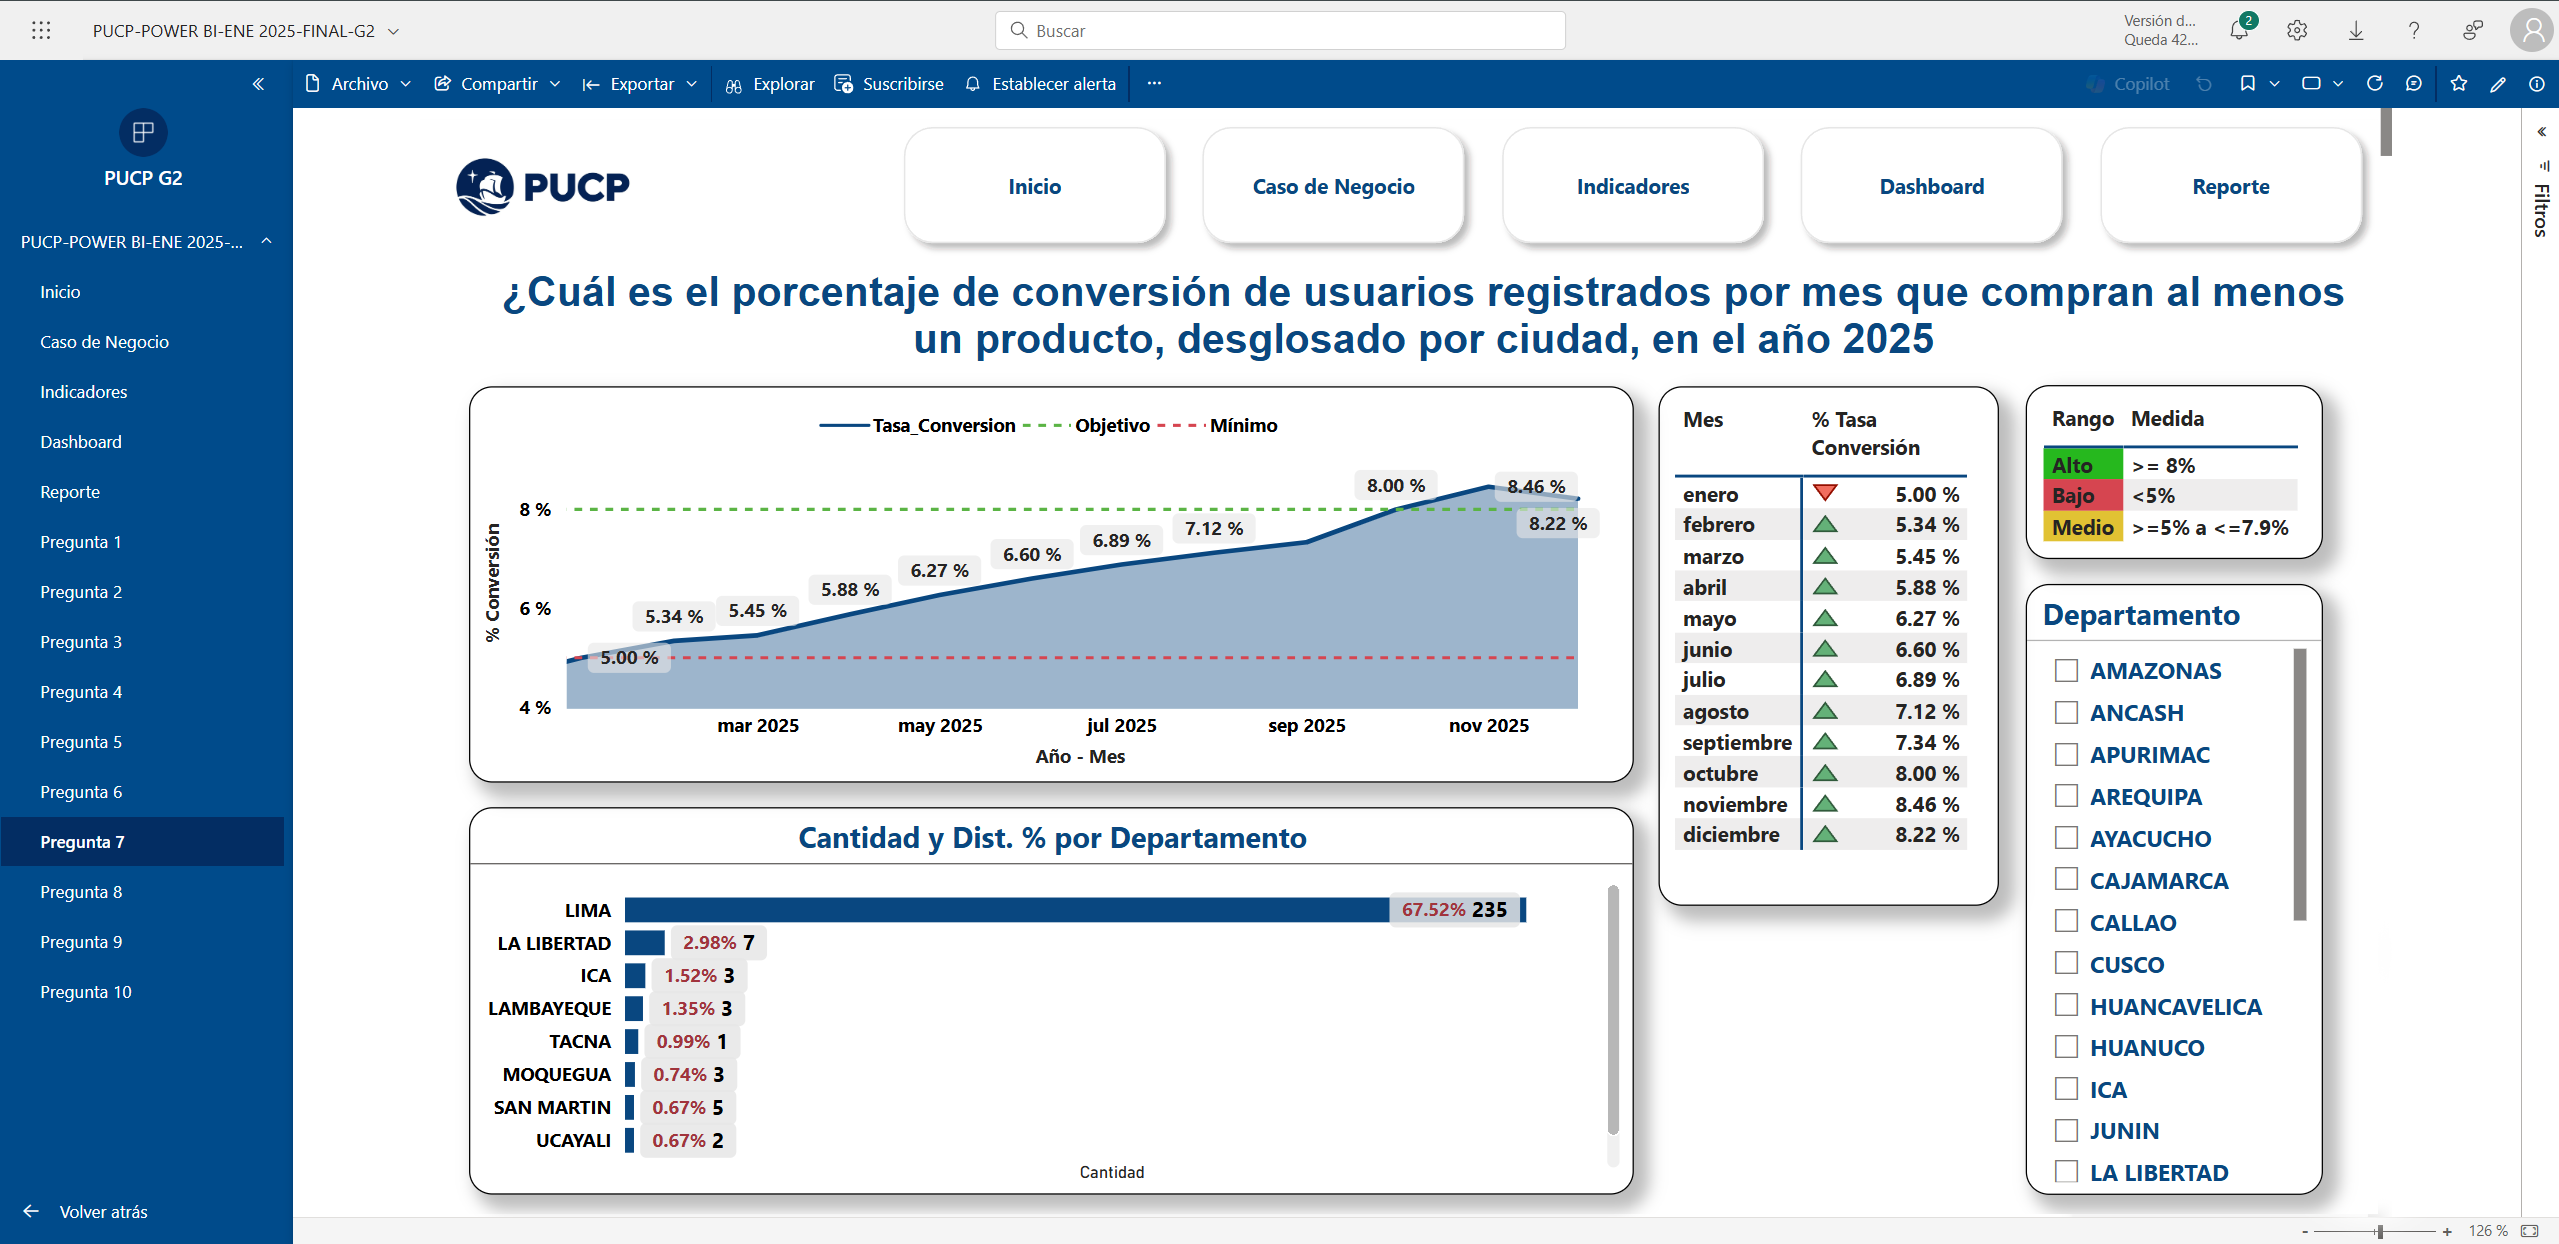 PUCP-POWER BI-ENE 2025-FINAL-G2
Buscar
Versión d...
Queda 42...
2
Archivo
Compartir
Exportar
Explorar
Suscribirse
Establecer alerta
...
Copilot
PUCP G2
PUCP-POWER BI-ENE 2025-...
Inicio
Caso de Negocio
Indicadores
Dashboard
Reporte
Pregunta 1
Pregunta 2
Pregunta 3
Pregunta 4
Pregunta 5
Pregunta 6
Pregunta 7
Pregunta 8
Pregunta 9
Pregunta 10
Volver atrás
PUCP
Inicio
Caso de Negocio
Indicadores
Dashboard
Reporte
¿Cuál es el porcentaje de conversión de usuarios registrados por mes que compran al menos
un producto, desglosado por ciudad, en el año 2025
Tasa_Conversion
Objetivo
Mínimo
% Conversión
8 %
6 %
4 %
5.00 %
5.34 %
5.45 %
5.88 %
6.27 %
6.60 %
6.89 %
7.12 %
8.00 %
8.46 %
8.22 %
mar 2025
may 2025
jul 2025
sep 2025
nov 2025
Año - Mes
Cantidad y Dist. % por Departamento
LIMA 67.52% 235
LA LIBERTAD 2.98% 7
ICA 1.52% 3
LAMBAYEQUE 1.35% 3
TACNA 0.99% 1
MOQUEGUA 0.74% 3
SAN MARTIN 0.67% 5
UCAYALI 0.67% 2
Cantidad
Mes % Tasa
Conversión
enero 5.00 %
febrero 5.34 %
marzo 5.45 %
abril 5.88 %
mayo 6.27 %
junio 6.60 %
julio 6.89 %
agosto 7.12 %
septiembre 7.34 %
octubre 8.00 %
noviembre 8.46 %
diciembre 8.22 %
Rango Medida
Alto >= 8%
Bajo <5%
Medio >=5% a <=7.9%
Departamento
AMAZONAS
ANCASH
APURIMAC
AREQUIPA
AYACUCHO
CAJAMARCA
CALLAO
CUSCO
HUANCAVELICA
HUANUCO
ICA
JUNIN
LA LIBERTAD
Filtros
- + 126 %